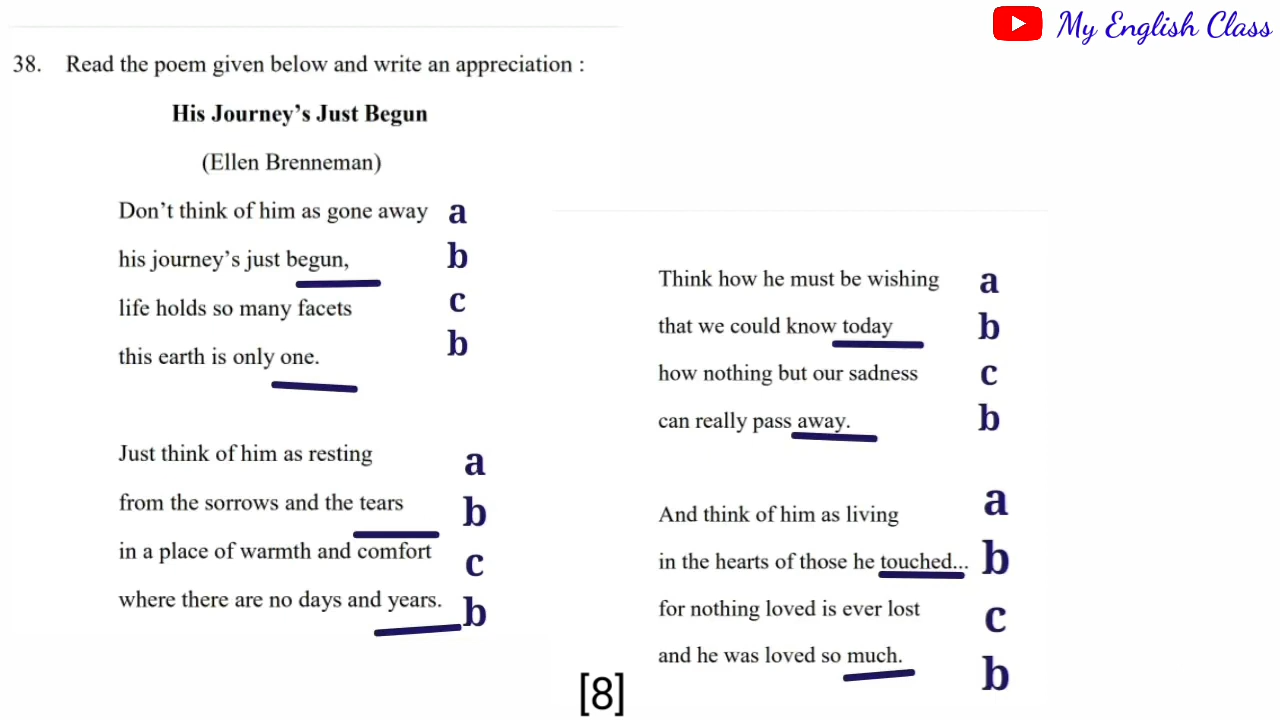 My English Class
38. Read the poem given below and write an appreciation :
His Journey's Just Begun
(Ellen Brenneman)
Don't think of him as gone away a
his journey's just begun, b
life holds so many facets c
this earth is only one. b
Just think of him as resting a
from the sorrows and the tears b
in a place of warmth and comfort c
where there are no days and years. b
Think how he must be wishing a
that we could know today b
how nothing but our sadness c
can really pass away. b
And think of him as living a
in the hearts of those he touched... b
for nothing loved is ever lost c
and he was loved so much. b
[8]